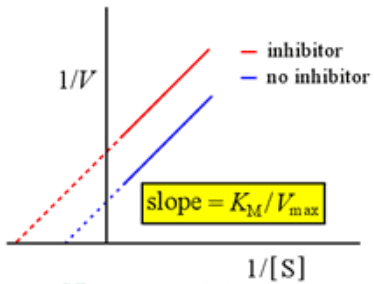 inhibitor
no inhibitor
1/V
slope = K_M/V_max
1/[S]